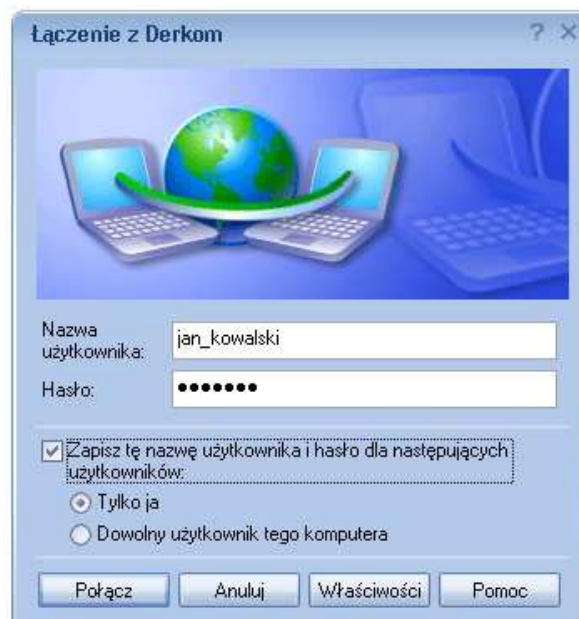 Łączenie z Derkom
Nazwa
użytkownika:
jan_kowalski
Hasło:
●●●●●●●
Zapisz tę nazwę użytkownika i hasło dla następujących
użytkowników:
Tylko ja
Dowolny użytkownik tego komputera
Połącz
Anuluj
Właściwości
Pomoc